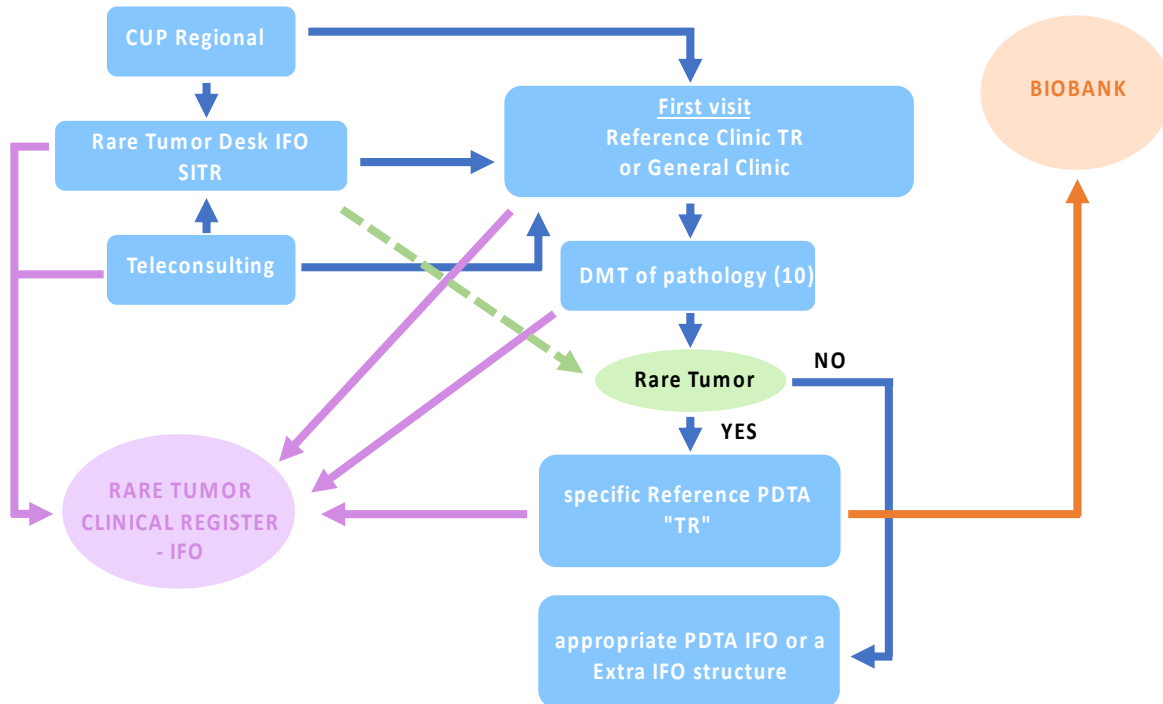 CUP Regional
BIOBANK
First visit
Reference Clinic TR
or General Clinic
Rare Tumor Desk IFO
SITR
Teleconsulting
DMT of pathology (10)
NO
Rare Tumor
YES
RARE TUMOR
CLINICAL REGISTER
- IFO
specific Reference PDTA
"TR"
appropriate PDTA IFO or a
Extra IFO structure